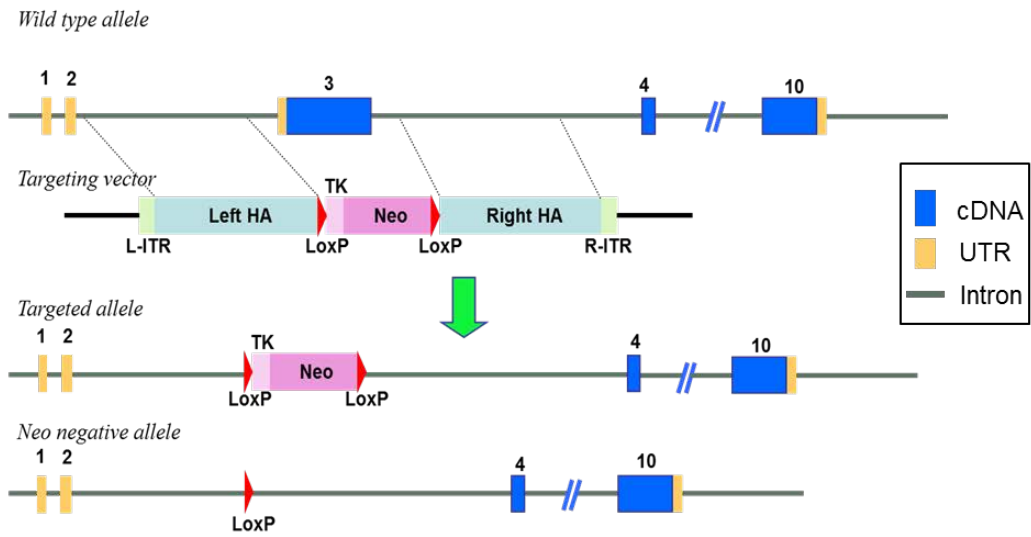 Wild type allele
1 2 3 4 10
Targeting vector
TK
Left HA Neo Right HA
L-ITR LoxP LoxP R-ITR
cDNA
UTR
Intron
Targeted allele
1 2 TK 4 10
Neo
LoxP LoxP
Neo negative allele
1 2 4 10
LoxP